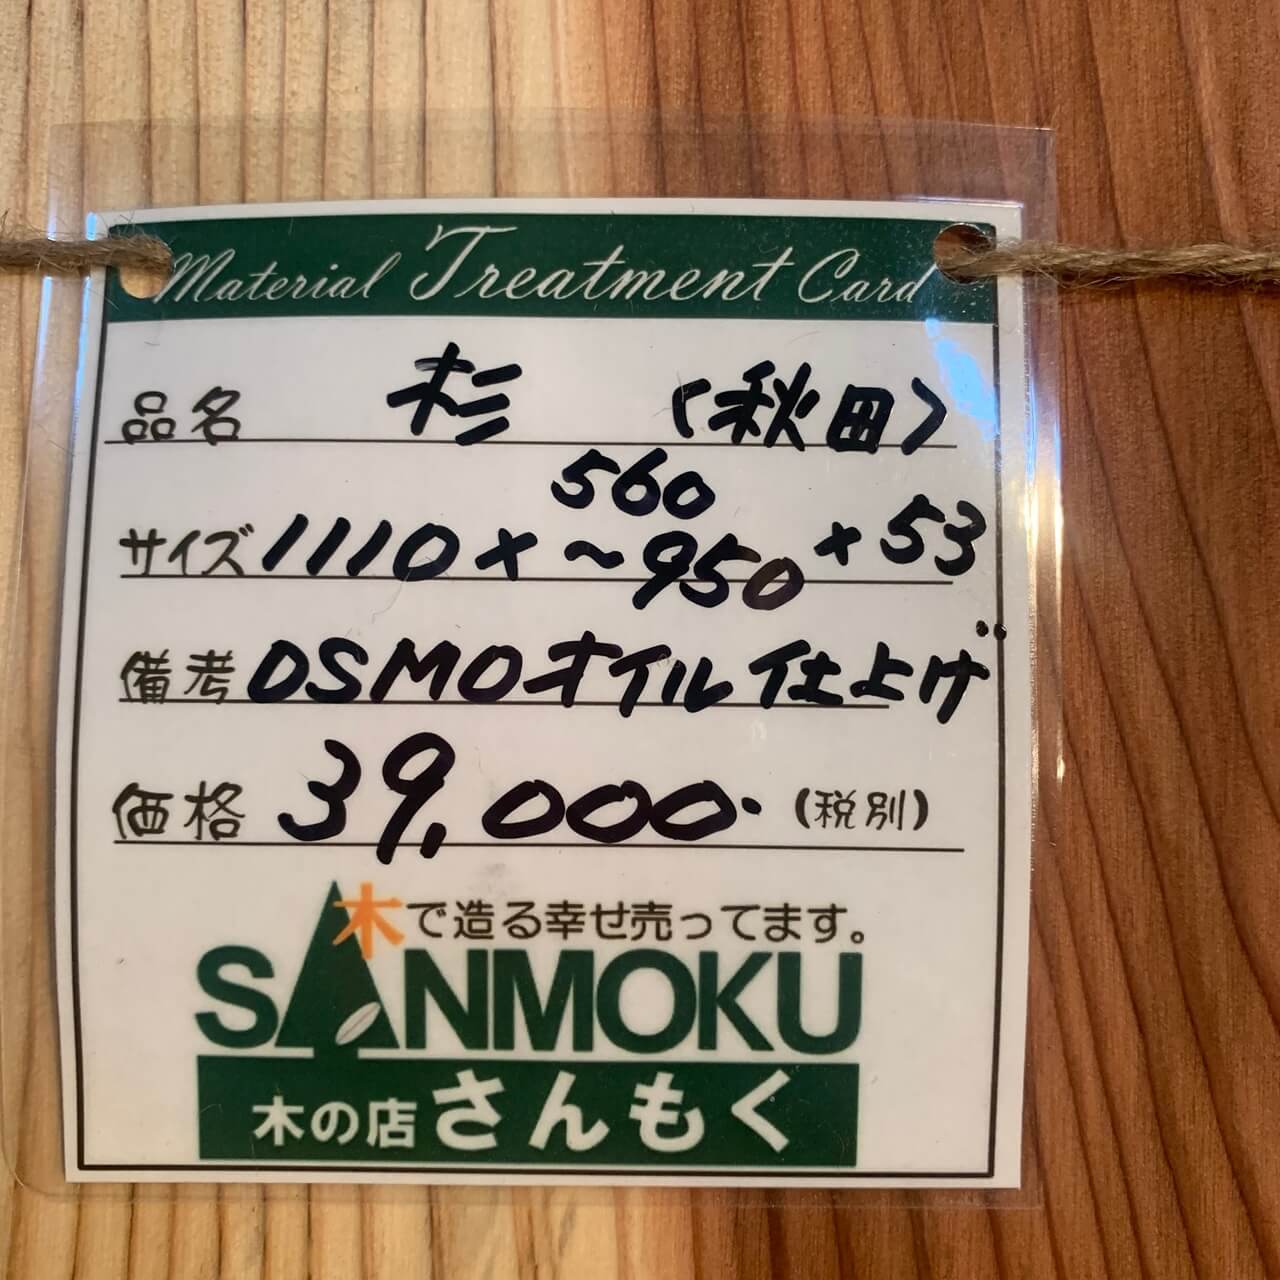 Material Treatment Card
品名 杉 (秋田)
サイズ 1110 × 560～950 × 53
備考 OSMOオイル仕上げ
価格 39,000. (税別)
木で造る幸せ売ってます。
SANMOKU
木の店 さんもく